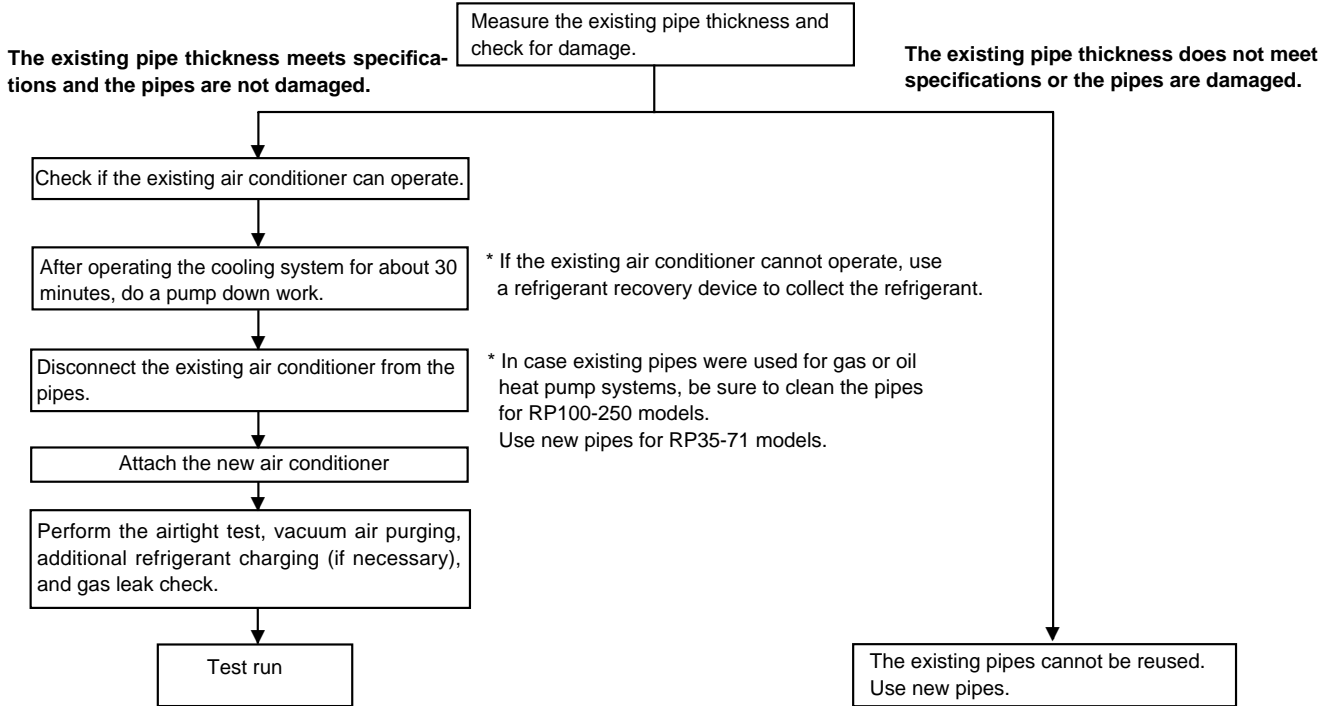 Measure the existing pipe thickness and
check for damage.
The existing pipe thickness meets specifica-
tions and the pipes are not damaged.
The existing pipe thickness does not meet
specifications or the pipes are damaged.
Check if the existing air conditioner can operate.
After operating the cooling system for about 30
minutes, do a pump down work.
* If the existing air conditioner cannot operate, use
a refrigerant recovery device to collect the refrigerant.
Disconnect the existing air conditioner from the
pipes.
* In case existing pipes were used for gas or oil
heat pump systems, be sure to clean the pipes
for RP100-250 models.
Use new pipes for RP35-71 models.
Attach the new air conditioner
Perform the airtight test, vacuum air purging,
additional refrigerant charging (if necessary),
and gas leak check.
Test run
The existing pipes cannot be reused.
Use new pipes.